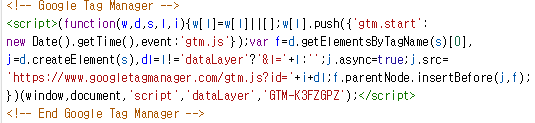 <!-- Google Tag Manager -->
<script>(function(w,d,s,l,i){w[l]=w[l]||[];w[l].push({'gtm.start':
new Date().getTime(),event:'gtm.js'});var f=d.getElementsByTagName(s)[0],
j=d.createElement(s),dl=l!='dataLayer'?'&l='+l:'';j.async=true;j.src=
'https://www.googletagmanager.com/gtm.js?id='+i+dl;f.parentNode.insertBefore(j,f);
})(window,document,'script','dataLayer','GTM-K3FZGPZ');</script>
<!-- End Google Tag Manager -->